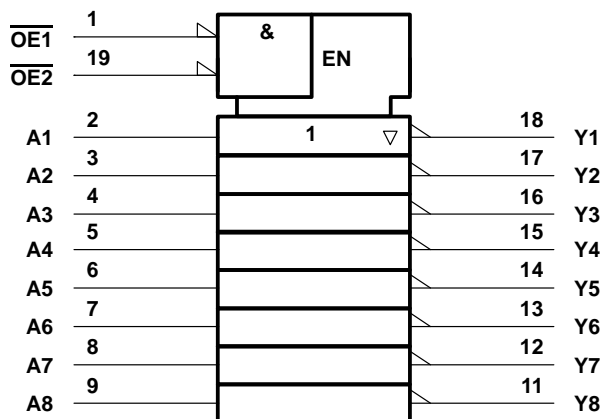 OE1 1
&
OE2 19
EN
A1 2 1 ▽ 18 Y1
A2 3 17 Y2
A3 4 16 Y3
A4 5 15 Y4
A5 6 14 Y5
A6 7 13 Y6
A7 8 12 Y7
A8 9 11 Y8